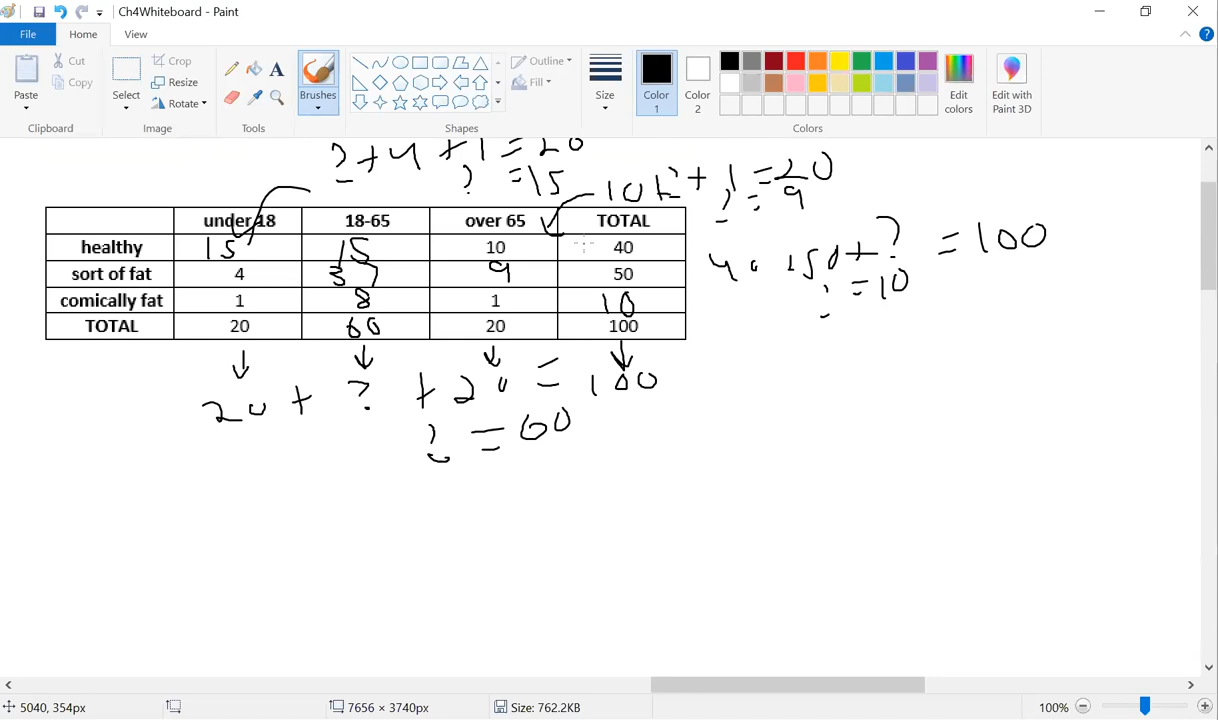 Ch4Whiteboard - Paint
File Home View
Paste Cut Copy Clipboard
Select Crop Resize Rotate Image
Tools
Brushes
Shapes Outline Fill
Size
Color 1 Color 2 Edit colors Colors
Edit with Paint 3D
? + 4 + 1 = 20
? = 15
10 + ? + 1 = 20
? = 9
under 18 18-65 over 65 TOTAL
healthy 15 15 10 40
sort of fat 4 37 9 50
comically fat 1 8 1 10
TOTAL 20 60 20 100
40 + 50 + ? = 100
? = 10
20 + ? + 20 = 100
? = 60
5040, 354px 7656 × 3740px Size: 762.2KB 100%